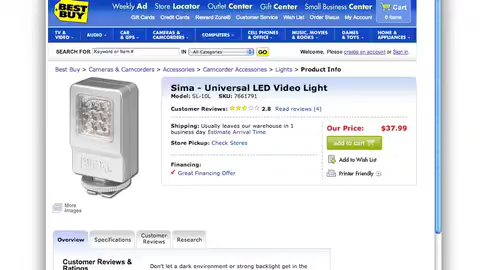 BEST BUY
Weekly Ad Store Locator Outlet Center Gift Center Small Business Center Cart
Gift Cards Credit Reward Zone® Customer Center Wish List Order Status My Account 0 items
TV & VIDEO AUDIO CAR & GPS CAMERAS & CAMCORDERS COMPUTERS CELL PHONES & OFFICE MUSIC, MOVIES & BOOKS GAMES & TOYS HOME & APPLIANCES
SEARCH FOR Keyword or Item # IN All Categories GO Welcome. Please create an account or Sign in.
Best Buy > Cameras & Camcorders > Accessories > Camcorder Accessories > Lights > Product Info
Sima - Universal LED Video Light
Model: SL-10L SKU: 7661791
Customer Reviews: 2.8 Read reviews (4)
Shipping: Usually leaves our warehouse in 1
business day Estimate Arrival Time
Store Pickup: Check Stores
Financing:
Great Financing Offer
Our Price: $37.99
add to cart
Add to Wish List
Printer Friendly
SIMA
More
Images
Overview Specifications Customer Reviews Research
Customer Reviews &
Ratings
Don't let a dark environment or strong backlight get in the